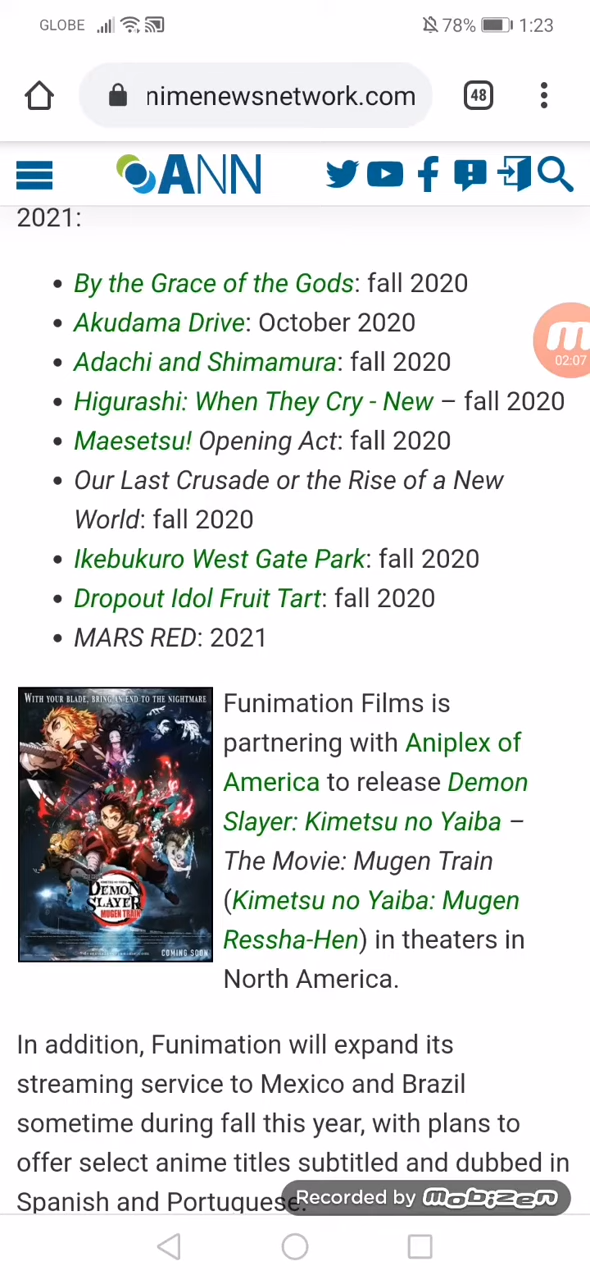 GLOBE 78% 1:23
nimenewsnetwork.com 48
ANN
2021:
• By the Grace of the Gods: fall 2020
• Akudama Drive: October 2020
02:07
• Adachi and Shimamura: fall 2020
• Higurashi: When They Cry - New – fall 2020
• Maesetsu! Opening Act: fall 2020
• Our Last Crusade or the Rise of a New
World: fall 2020
• Ikebukuro West Gate Park: fall 2020
• Dropout Idol Fruit Tart: fall 2020
• MARS RED: 2021
WITH YOUR BLADE, BRING AN END TO THE NIGHTMARE
DEMON
SLAYER
MUGEN TRAIN
COMING SOON
Funimation Films is
partnering with Aniplex of
America to release Demon
Slayer: Kimetsu no Yaiba –
The Movie: Mugen Train
(Kimetsu no Yaiba: Mugen
Ressha-Hen) in theaters in
North America.
In addition, Funimation will expand its
streaming service to Mexico and Brazil
sometime during fall this year, with plans to
offer select anime titles subtitled and dubbed in
Spanish and Portuguese.
Recorded by mobizen